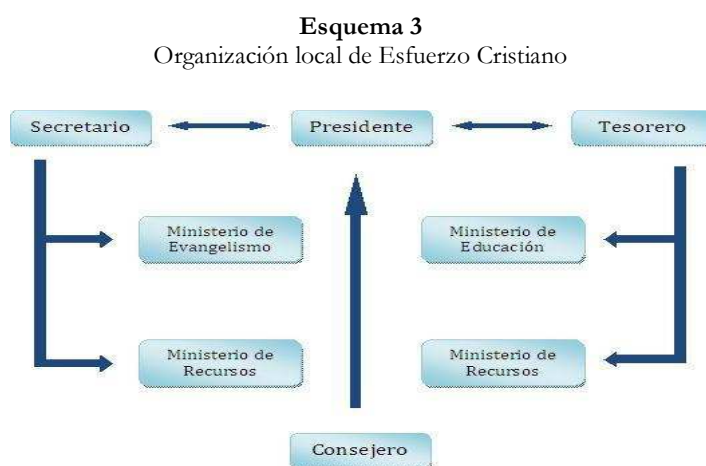 Esquema 3
Organización local de Esfuerzo Cristiano
Secretario
Presidente
Tesorero
Ministerio de
Evangelismo
Ministerio de
Educación
Ministerio de
Recursos
Ministerio de
Recursos
Consejero